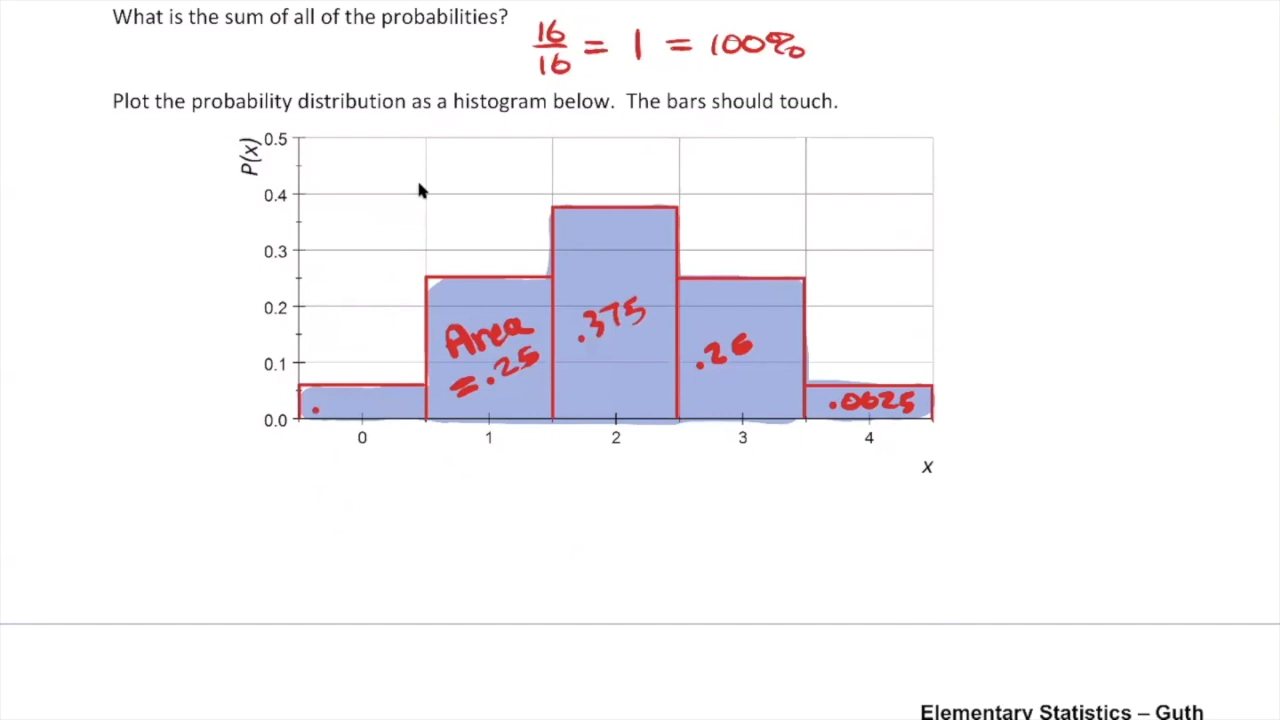 What is the sum of all of the probabilities?
16/16 = 1 = 100%
Plot the probability distribution as a histogram below. The bars should touch.
P(x)
0.5
0.4
0.3
0.2
0.1
0.0
Area
= .25
.375
.26
.
.0625
0 1 2 3 4
x
Elementary Statistics – Guth